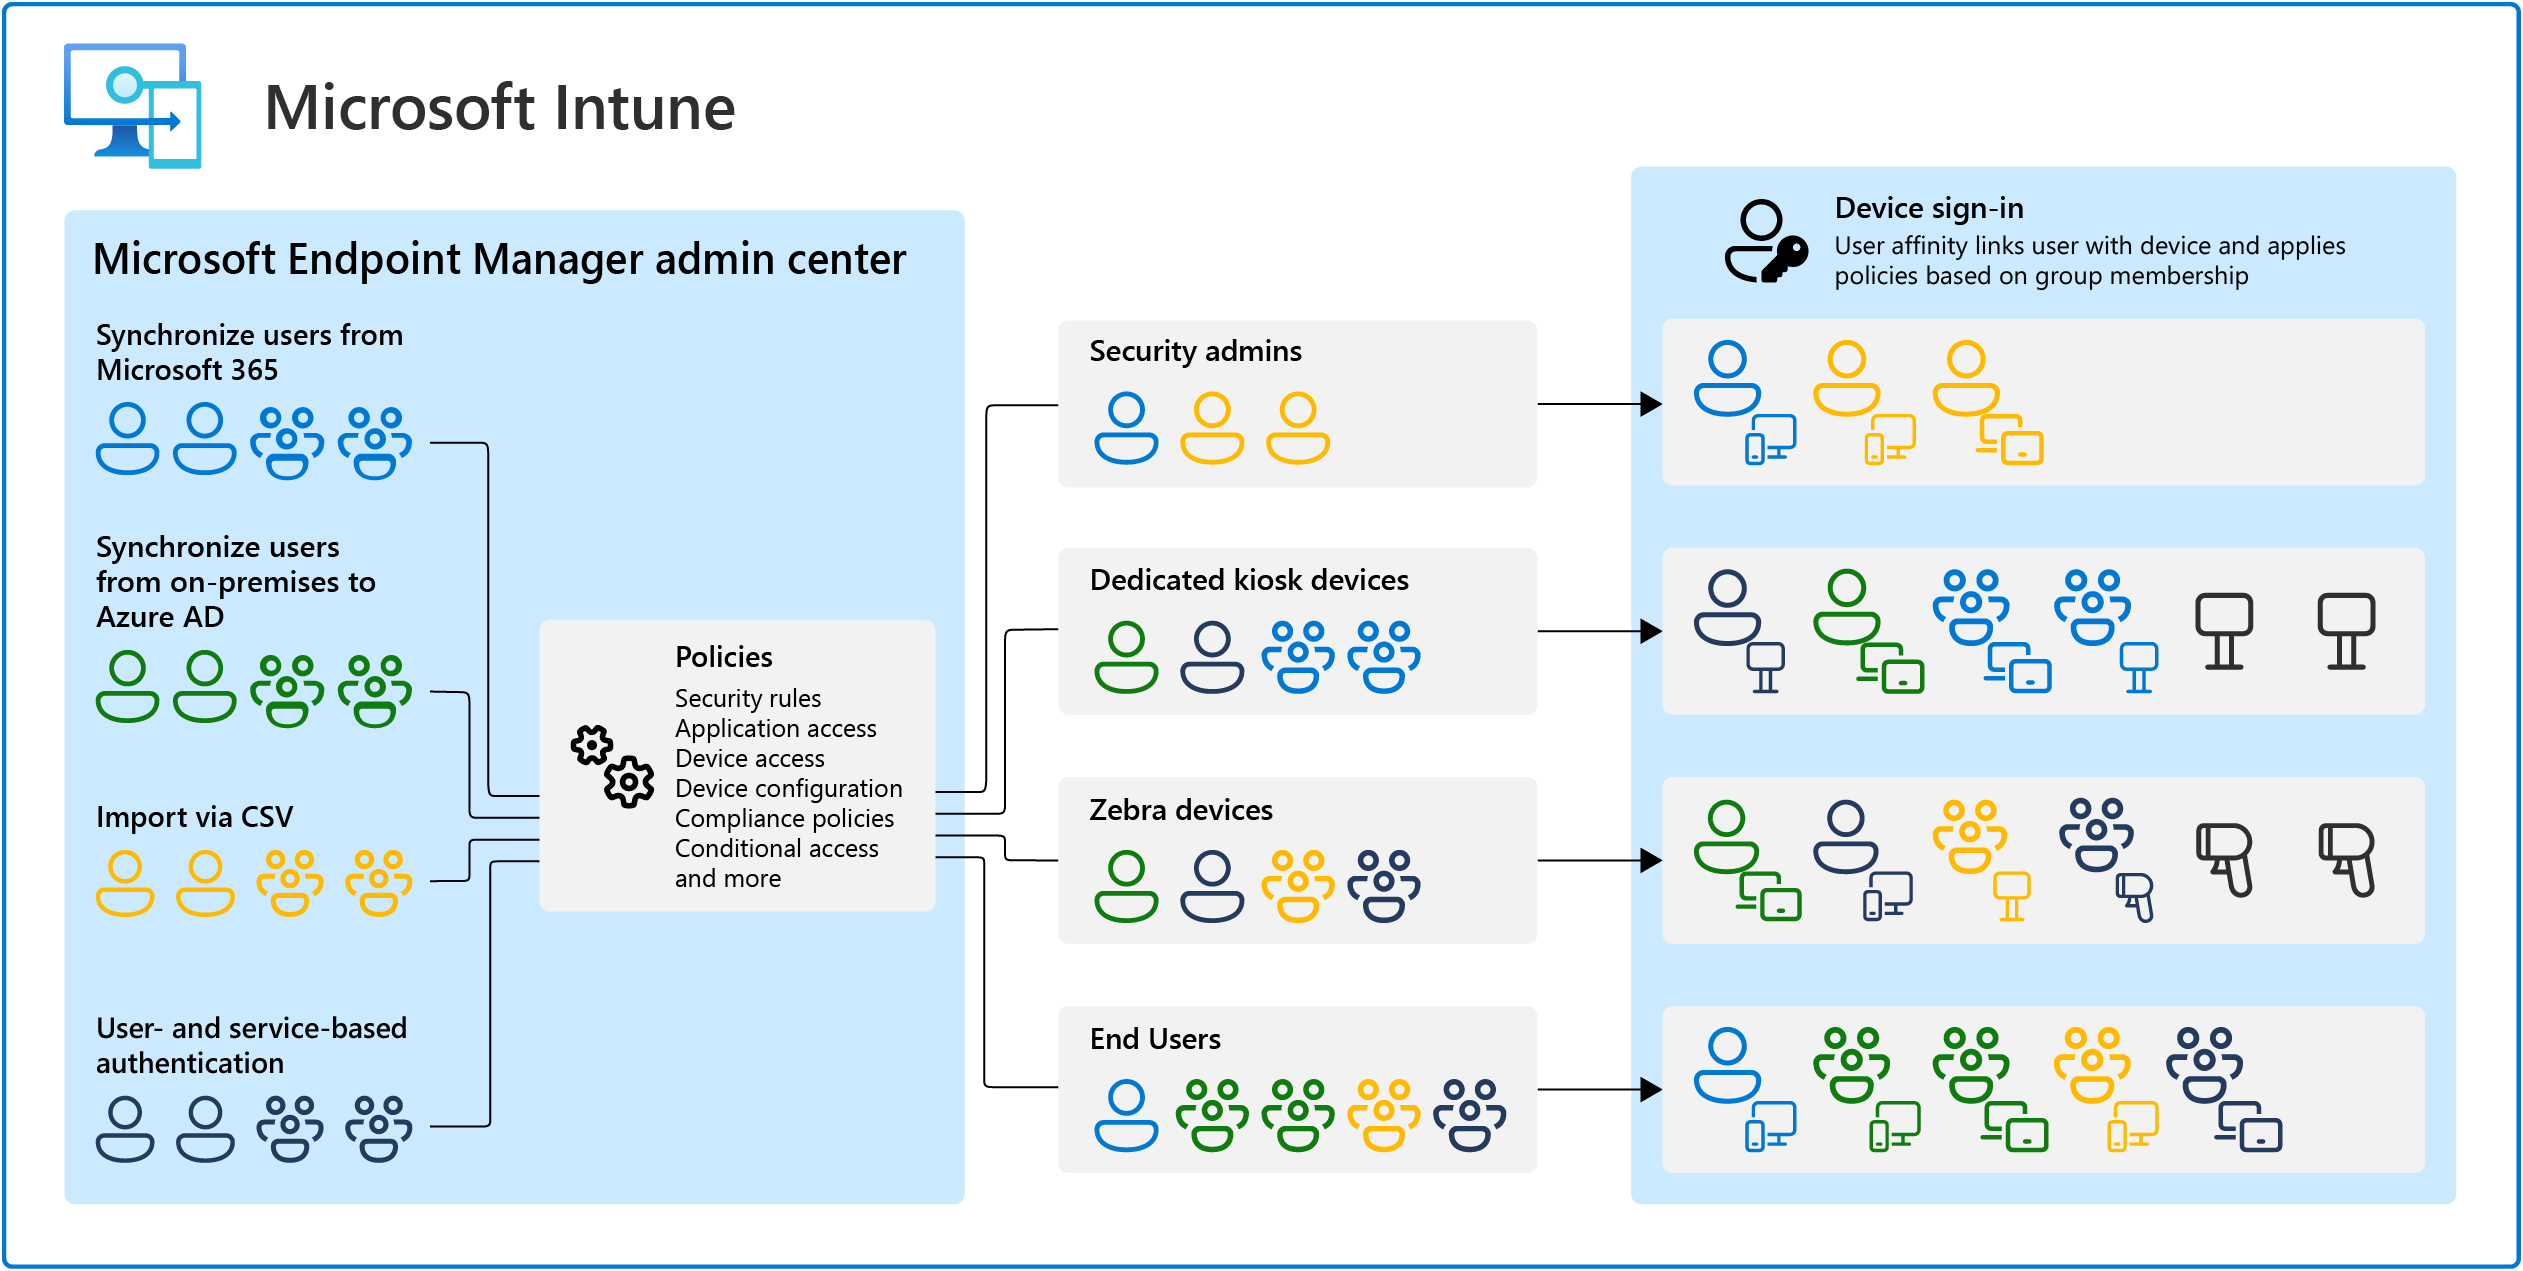 Microsoft Intune
Microsoft Endpoint Manager admin center
Synchronize users from
Microsoft 365
Synchronize users
from on-premises to
Azure AD
Import via CSV
User- and service-based
authentication
Policies
Security rules
Application access
Device access
Device configuration
Compliance policies
Conditional access
and more
Security admins
Dedicated kiosk devices
Zebra devices
End Users
Device sign-in
User affinity links user with device and applies
policies based on group membership